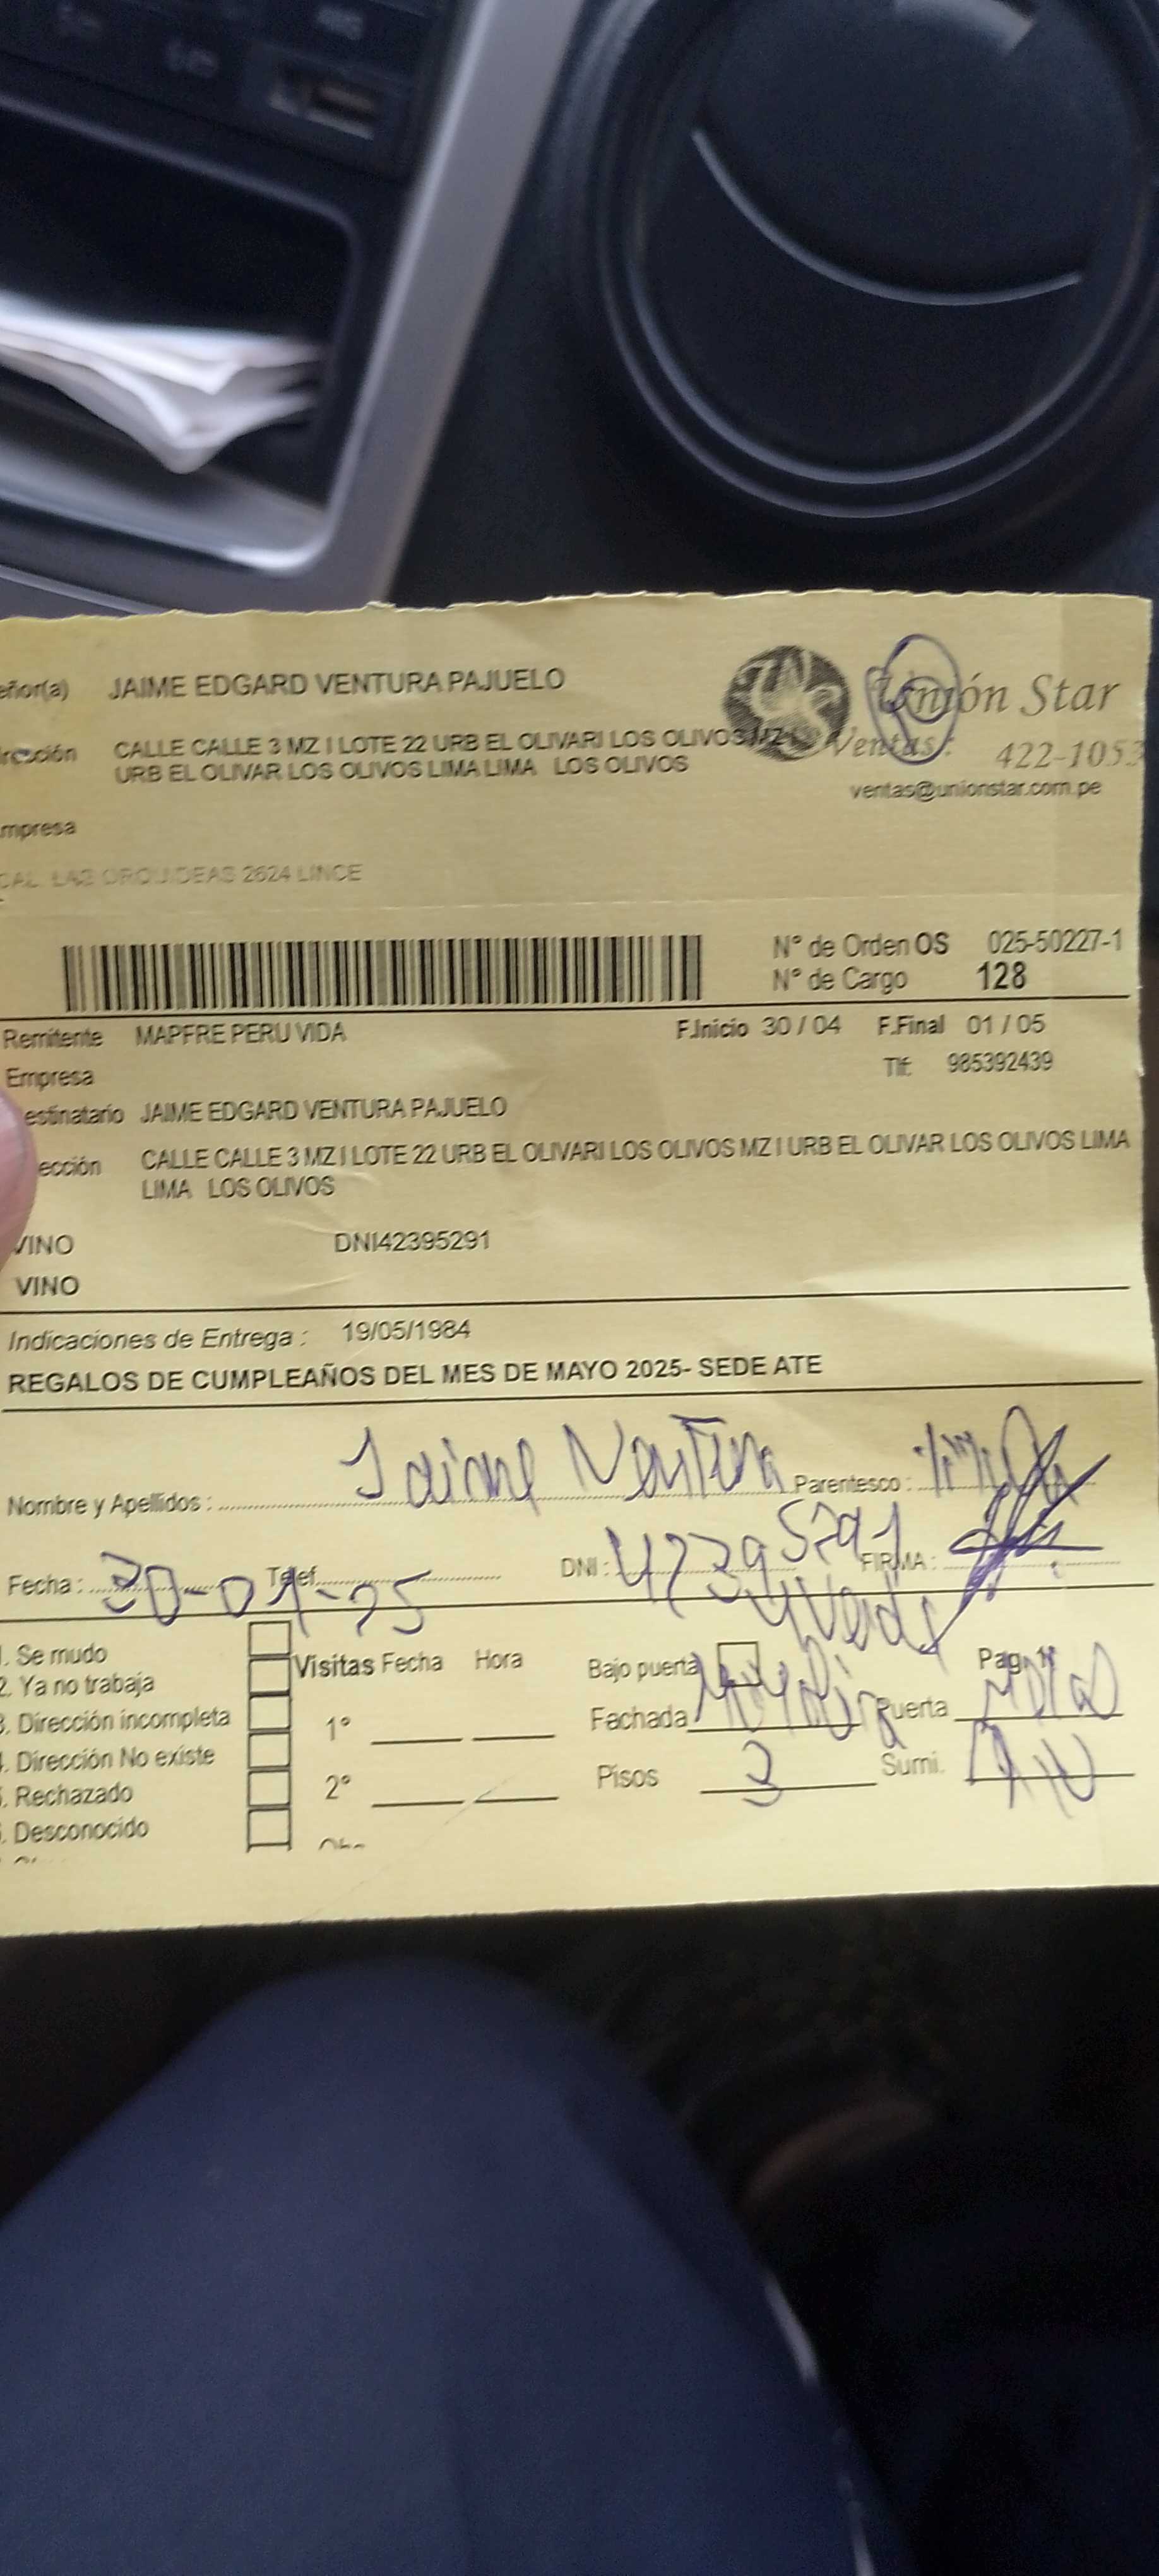 eñor(a) JAIME EDGARD VENTURA PAJUELO
Unión Star
irección CALLE CALLE 3 MZ I LOTE 22 URB EL OLIVARI LOS OLIVOS MZ
Ventas: 422-1053
URB EL OLIVAR LOS OLIVOS LIMA LIMA LOS OLIVOS
ventas@unionstar.com.pe
mpresa
CAL. LAS ORQUIDEAS 2624 LINCE
N° de Orden OS 025-50227-1
N° de Cargo 128
Remitente MAPFRE PERU VIDA F.Inicio 30 / 04 F.Final 01 / 05
Empresa Tlf: 985392439
estinatario JAIME EDGARD VENTURA PAJUELO
ección CALLE CALLE 3 MZ I LOTE 22 URB EL OLIVARI LOS OLIVOS MZ I URB EL OLIVAR LOS OLIVOS LIMA
LIMA LOS OLIVOS
VINO DNI42395291
VINO
Indicaciones de Entrega : 19/05/1984
REGALOS DE CUMPLEAÑOS DEL MES DE MAYO 2025- SEDE ATE
Nombre y Apellidos : Jaime Ventura Parentesco :
Fecha : 30-04-25 Telef. DNI : 42395291 FIRMA :
Verde
. Se mudo Visitas Fecha Hora Bajo puerta Pag. N°
2. Ya no trabaja
3. Dirección incompleta 1° Fachada Puerta
. Dirección No existe
Pisos 3 Sumi.
. Rechazado 2°
. Desconocido